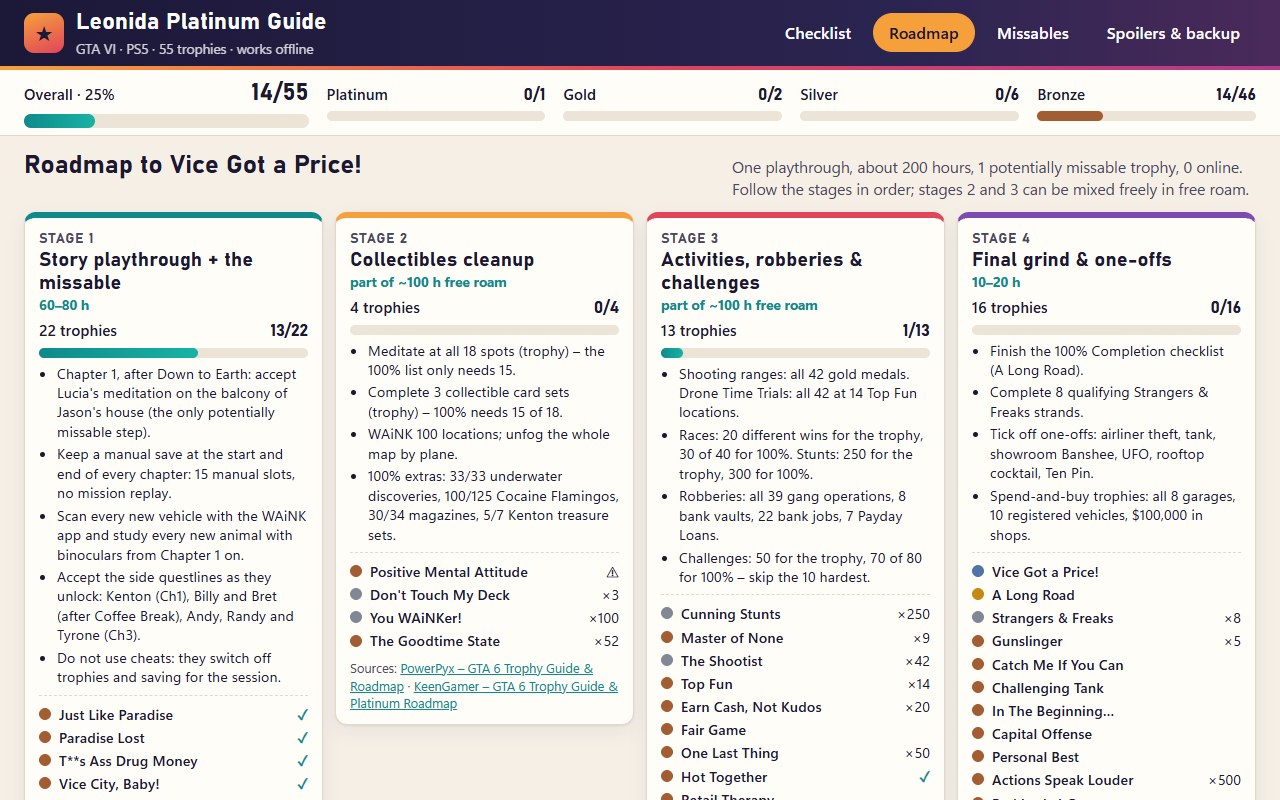 ★
Leonida Platinum Guide
GTA VI · PS5 · 55 trophies · works offline
Checklist
Roadmap
Missables
Spoilers & backup
Overall · 25%
14/55
Platinum
0/1
Gold
0/2
Silver
0/6
Bronze
14/46
Roadmap to Vice Got a Price!
One playthrough, about 200 hours, 1 potentially missable trophy, 0 online.
Follow the stages in order; stages 2 and 3 can be mixed freely in free roam.
STAGE 1
Story playthrough + the
missable
60–80 h
22 trophies
13/22
• Chapter 1, after Down to Earth: accept
Lucia's meditation on the balcony of
Jason's house (the only potentially
missable step).
• Keep a manual save at the start and
end of every chapter: 15 manual slots,
no mission replay.
• Scan every new vehicle with the WAiNK
app and study every new animal with
binoculars from Chapter 1 on.
• Accept the side questlines as they
unlock: Kenton (Ch1), Billy and Bret
(after Coffee Break), Andy, Randy and
Tyrone (Ch3).
• Do not use cheats: they switch off
trophies and saving for the session.
Just Like Paradise ✓
Paradise Lost ✓
T**s Ass Drug Money ✓
Vice City, Baby! ✓
STAGE 2
Collectibles cleanup
part of ~100 h free roam
4 trophies
0/4
• Meditate at all 18 spots (trophy) – the
100% list only needs 15.
• Complete 3 collectible card sets
(trophy) – 100% needs 15 of 18.
• WAiNK 100 locations; unfog the whole
map by plane.
• 100% extras: 33/33 underwater
discoveries, 100/125 Cocaine Flamingos,
30/34 magazines, 5/7 Kenton treasure
sets.
Positive Mental Attitude ⚠
Don't Touch My Deck ×3
You WAiNKer! ×100
The Goodtime State ×52
Sources: PowerPyx – GTA 6 Trophy Guide &
Roadmap · KeenGamer – GTA 6 Trophy Guide &
Platinum Roadmap
STAGE 3
Activities, robberies &
challenges
part of ~100 h free roam
13 trophies
1/13
• Shooting ranges: all 42 gold medals.
Drone Time Trials: all 42 at 14 Top Fun
locations.
• Races: 20 different wins for the trophy,
30 of 40 for 100%. Stunts: 250 for the
trophy, 300 for 100%.
• Robberies: all 39 gang operations, 8
bank vaults, 22 bank jobs, 7 Payday
Loans.
• Challenges: 50 for the trophy, 70 of 80
for 100% – skip the 10 hardest.
Cunning Stunts ×250
Master of None ×9
The Shootist ×42
Top Fun ×14
Earn Cash, Not Kudos ×20
Fair Game
One Last Thing ×50
Hot Together ✓
STAGE 4
Final grind & one-offs
10–20 h
16 trophies
0/16
• Finish the 100% Completion checklist
(A Long Road).
• Complete 8 qualifying Strangers &
Freaks strands.
• Tick off one-offs: airliner theft, tank,
showroom Banshee, UFO, rooftop
cocktail, Ten Pin.
• Spend-and-buy trophies: all 8 garages,
10 registered vehicles, $100,000 in
shops.
Vice Got a Price!
A Long Road
Strangers & Freaks ×8
Gunslinger ×5
Catch Me If You Can
Challenging Tank
In The Beginning...
Capital Offense
Personal Best
Actions Speak Louder ×500